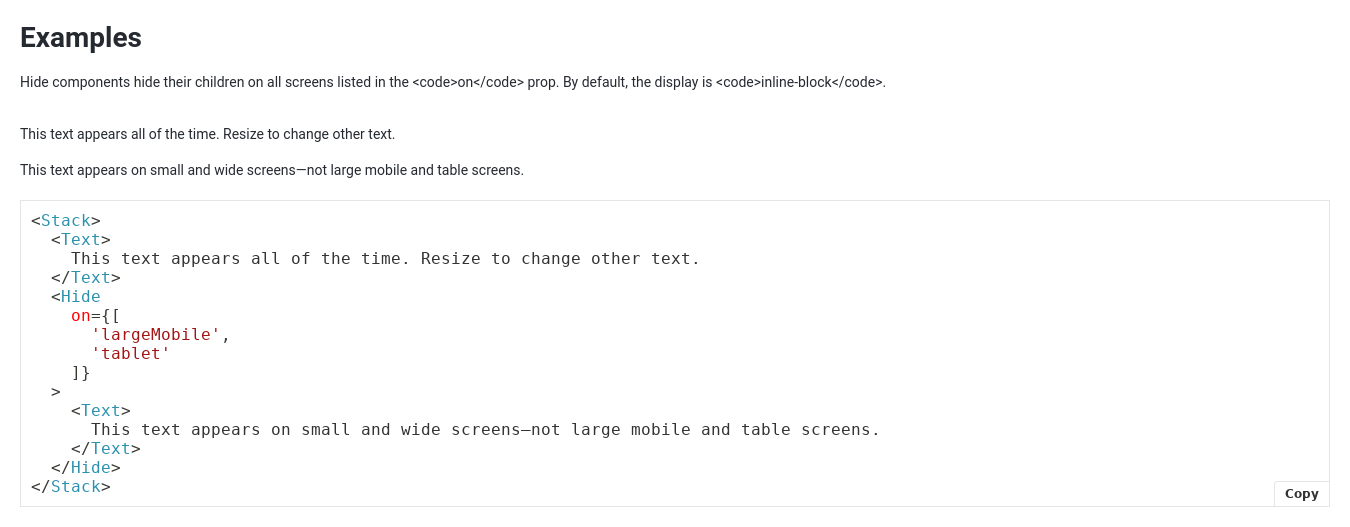 Examples
Hide components hide their children on all screens listed in the <code>on</code> prop. By default, the display is <code>inline-block</code>.
This text appears all of the time. Resize to change other text.
This text appears on small and wide screens—not large mobile and table screens.
<Stack>
  <Text>
    This text appears all of the time. Resize to change other text.
  </Text>
  <Hide
    on={[
      'largeMobile',
      'tablet'
    ]}
  >
    <Text>
      This text appears on small and wide screens—not large mobile and table screens.
    </Text>
  </Hide>
</Stack>
Copy